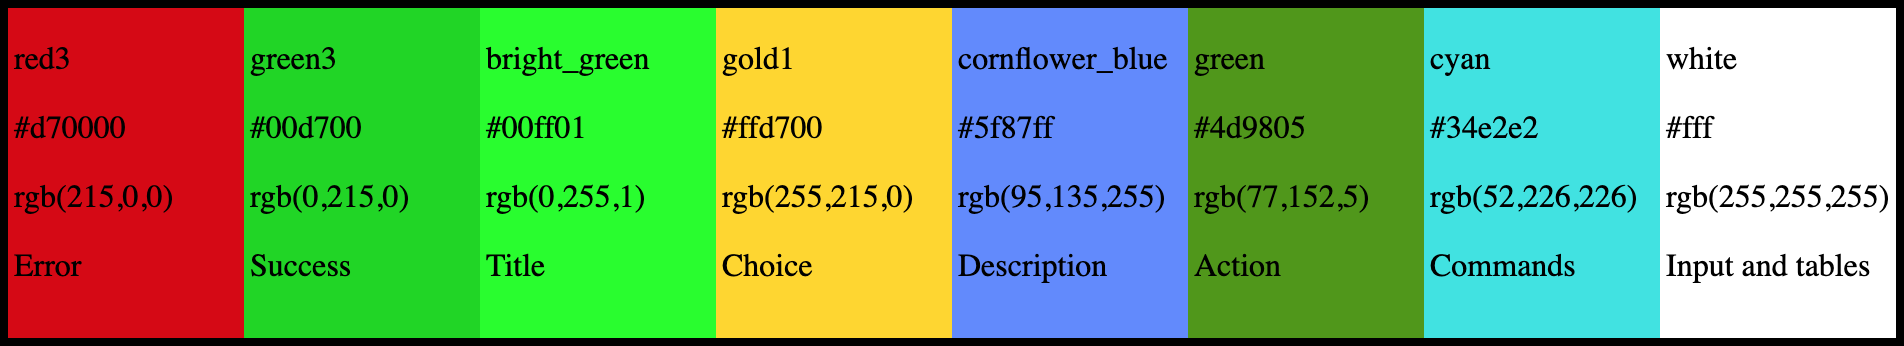 red3 green3 bright_green gold1 cornflower_blue green cyan white
#d70000 #00d700 #00ff01 #ffd700 #5f87ff #4d9805 #34e2e2 #fff
rgb(215,0,0) rgb(0,215,0) rgb(0,255,1) rgb(255,215,0) rgb(95,135,255) rgb(77,152,5) rgb(52,226,226) rgb(255,255,255)
Error Success Title Choice Description Action Commands Input and tables